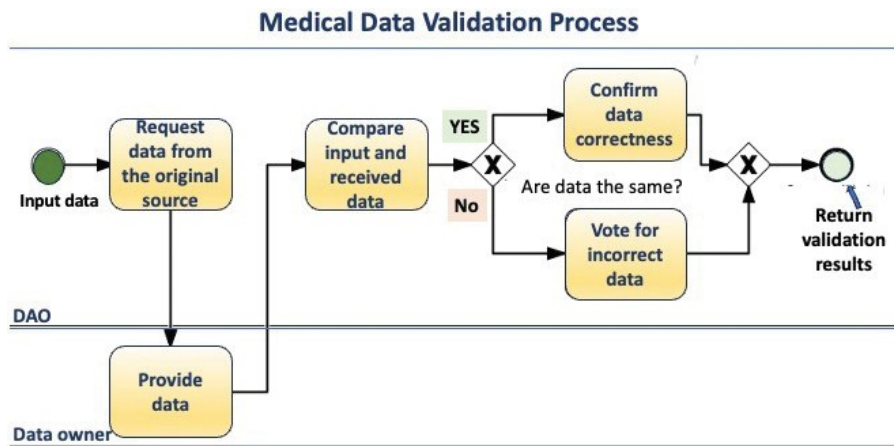 Medical Data Validation Process
Input data
Request
data from
the original
source
Compare
input and
received
data
YES
X
No
Are data the same?
Confirm
data
correctness
Vote for
incorrect
data
X
Return
validation
results
DAO
Provide
data
Data owner